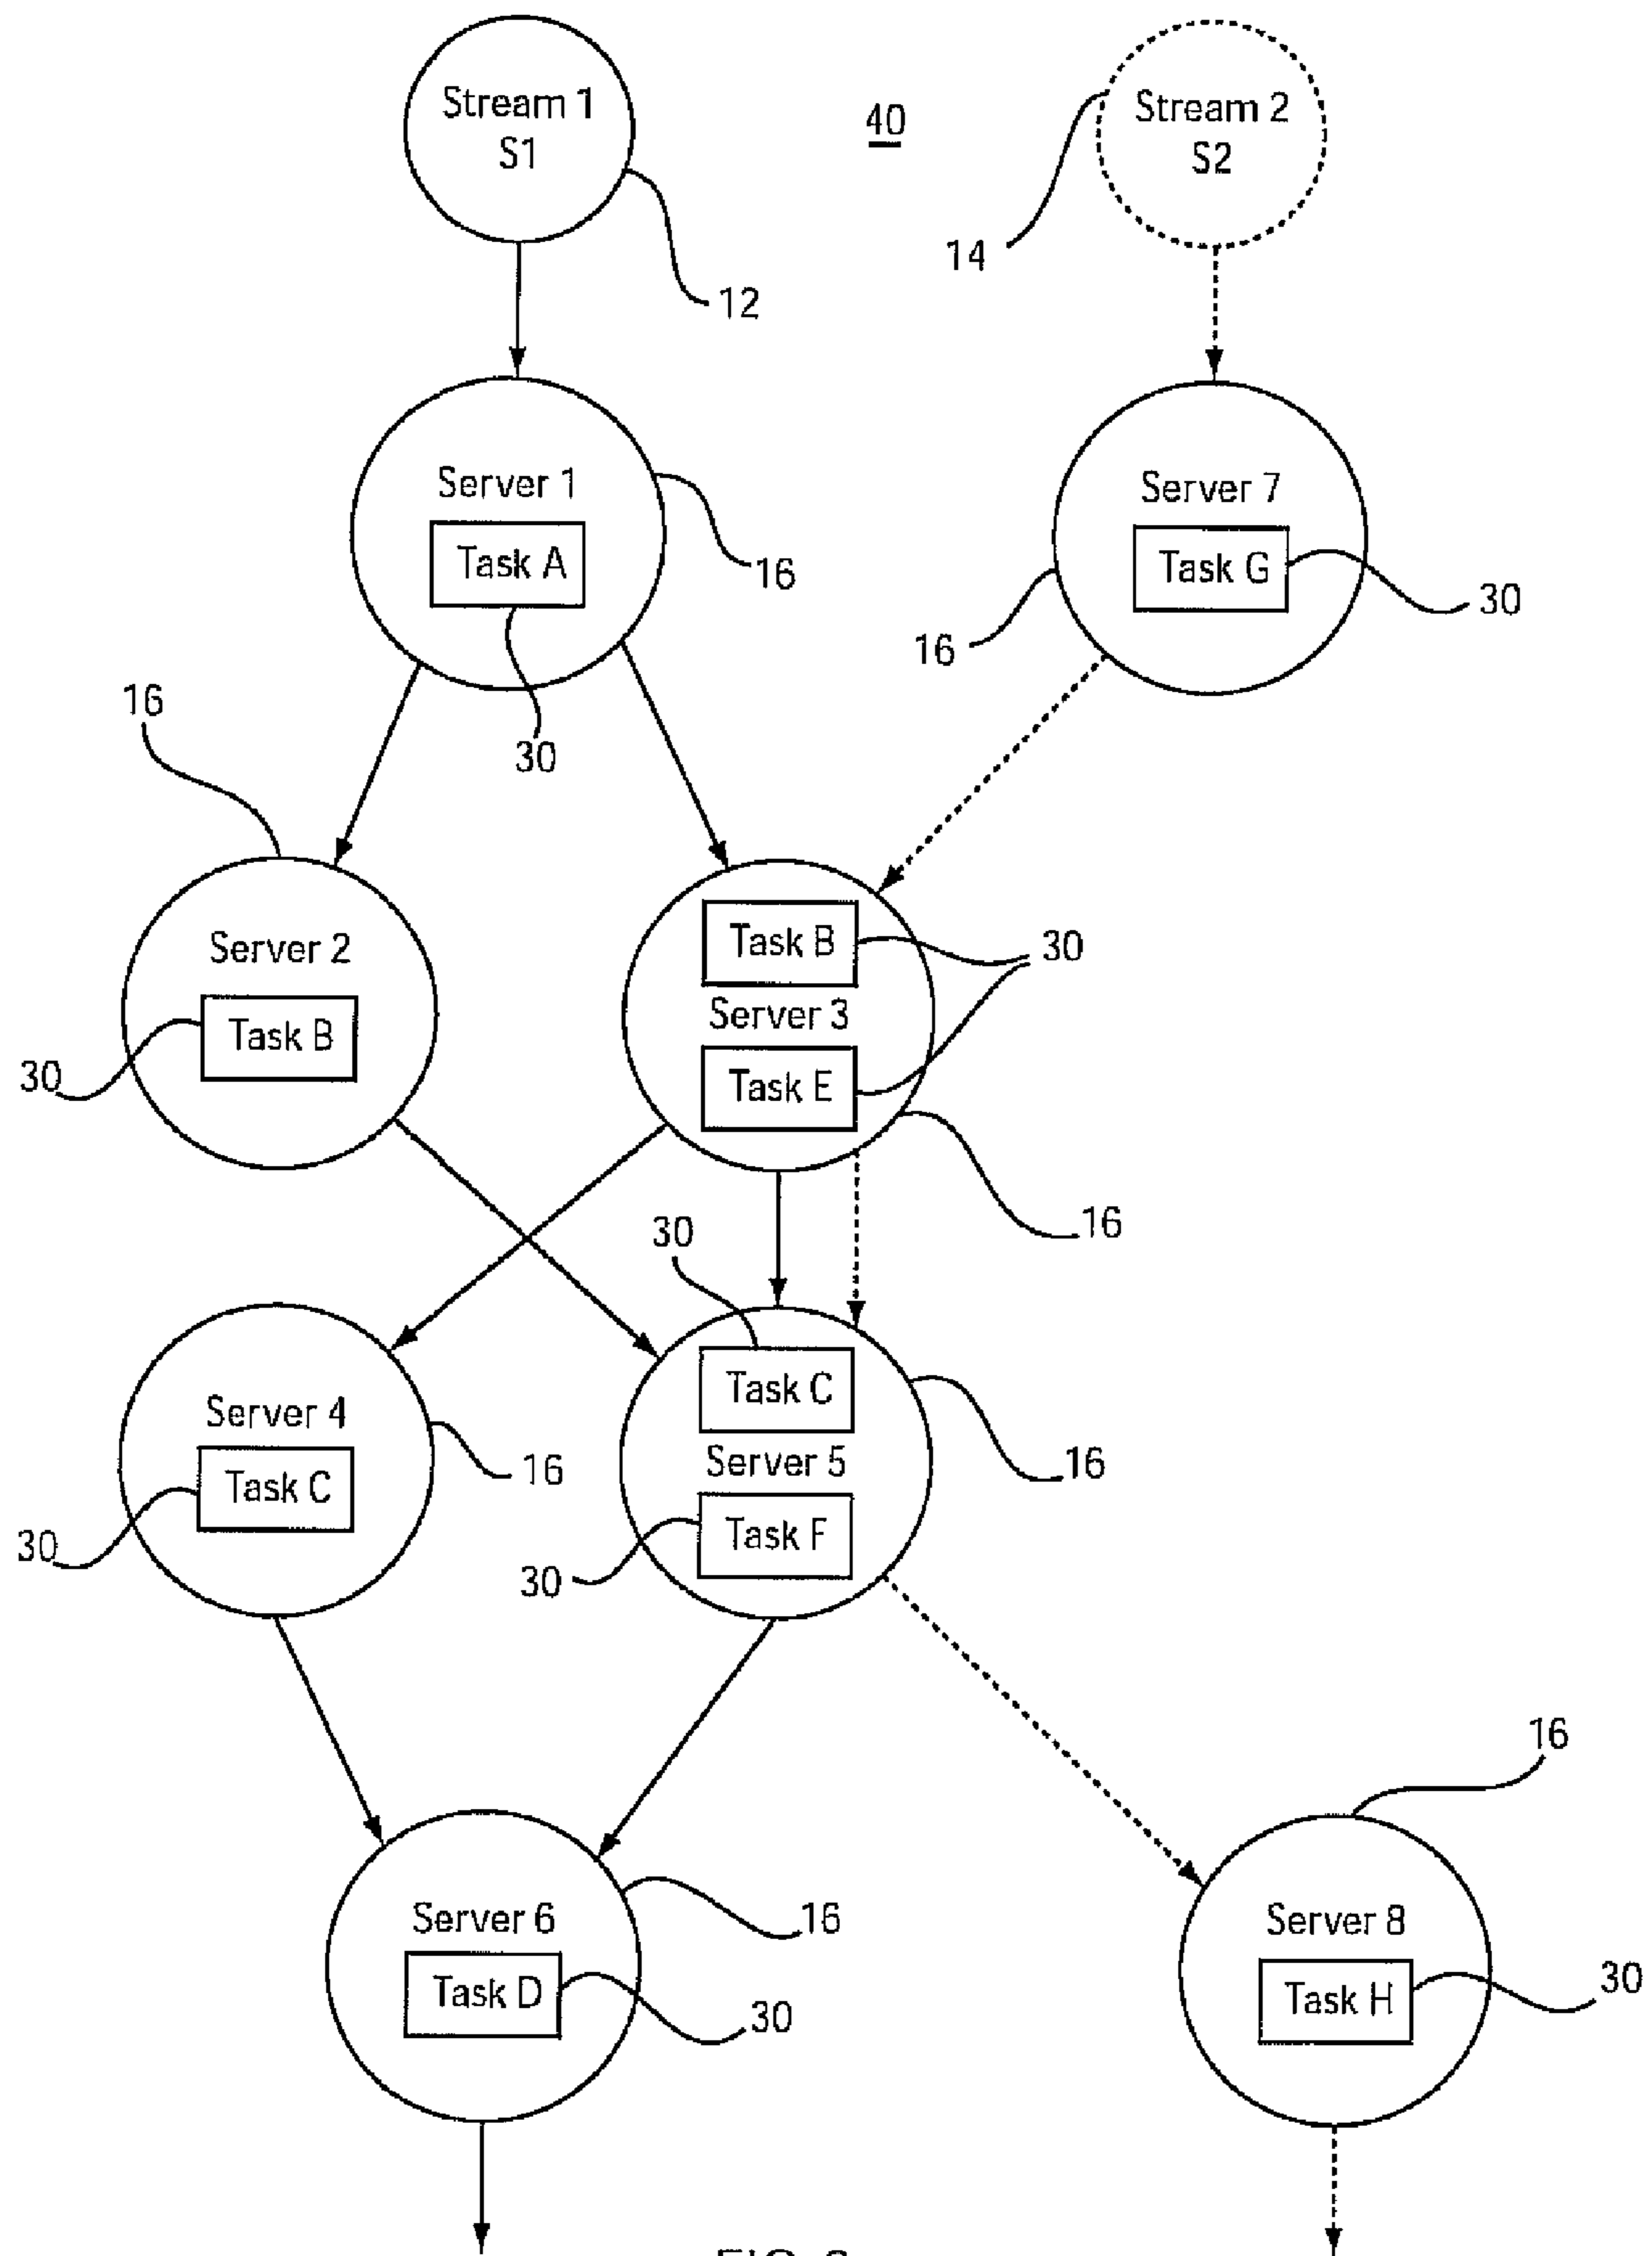 Stream 1
S1
40
Stream 2
S2
14
12
Server 1
Task A
16
30
Server 7
Task G
30
16
16
Server 2
Task B
30
Task B
Server 3
Task E
30
16
30
Server 4
Task C
16
30
Task C
Server 5
Task F
16
30
Server 6
Task D
16
30
16
Server 8
Task H
30